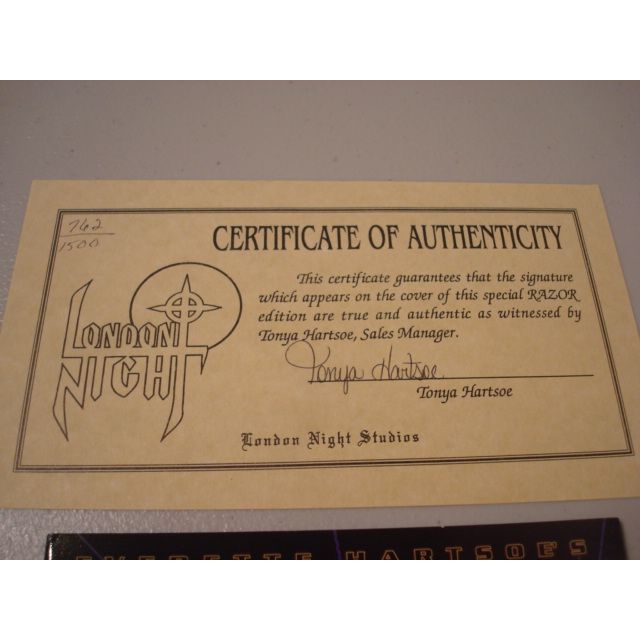 762
1500
CERTIFICATE OF AUTHENTICITY
This certificate guarantees that the signature
which appears on the cover of this special RAZOR
edition are true and authentic as witnessed by
Tonya Hartsoe, Sales Manager.
LONDON
NIGHT
Tonya Hartsoe
Tonya Hartsoe
London Night Studios
EVERETTE HARTSOE'S